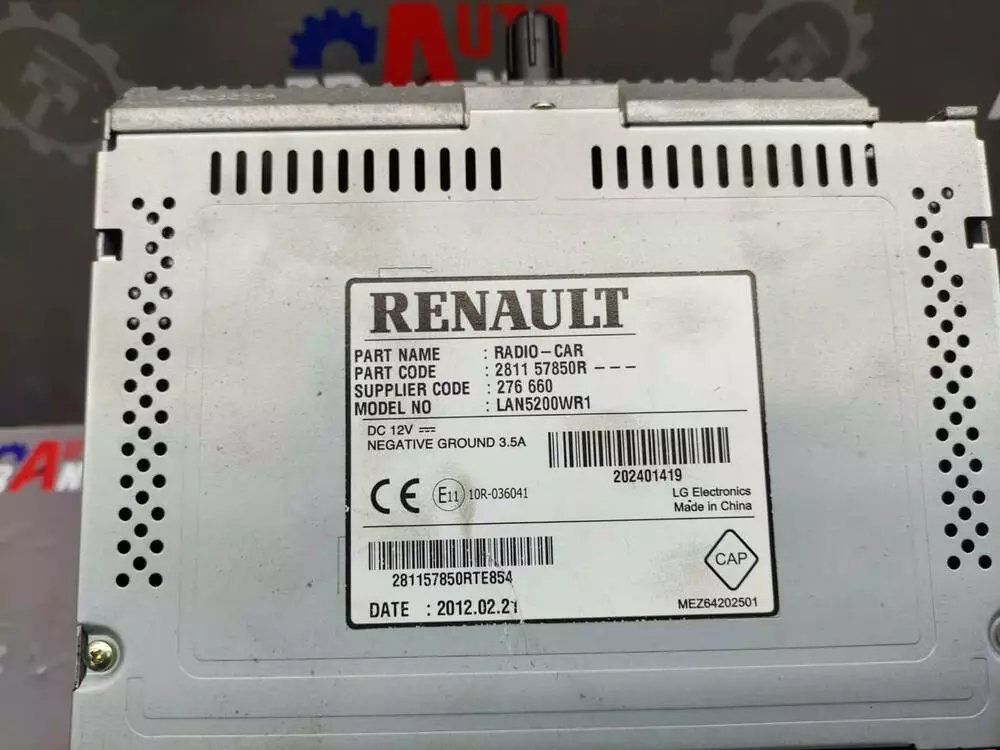 AUTO
RENAULT
PART NAME : RADIO-CAR
PART CODE : 2811 57850R ---
SUPPLIER CODE : 276 660
MODEL NO : LAN5200WR1
DC 12V
NEGATIVE GROUND 3.5A
202401419
CE E11 10R-036041
LG Electronics
Made in China
281157850RTE854
CAP
DATE : 2012.02.21
MEZ64202501